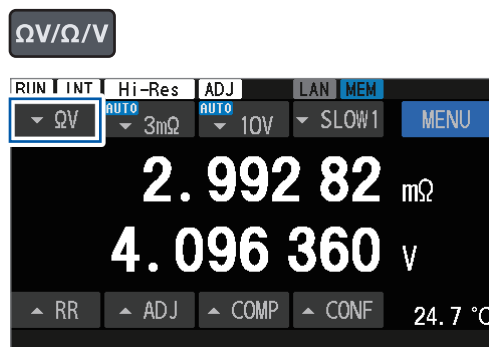 ΩV/Ω/V
RUN INT Hi-Res ADJ LAN MEM
ΩV AUTO 3mΩ AUTO 10V SLOW1 MENU
2.992 82 mΩ
4.096 360 V
RR ADJ COMP CONF 24.7 °C